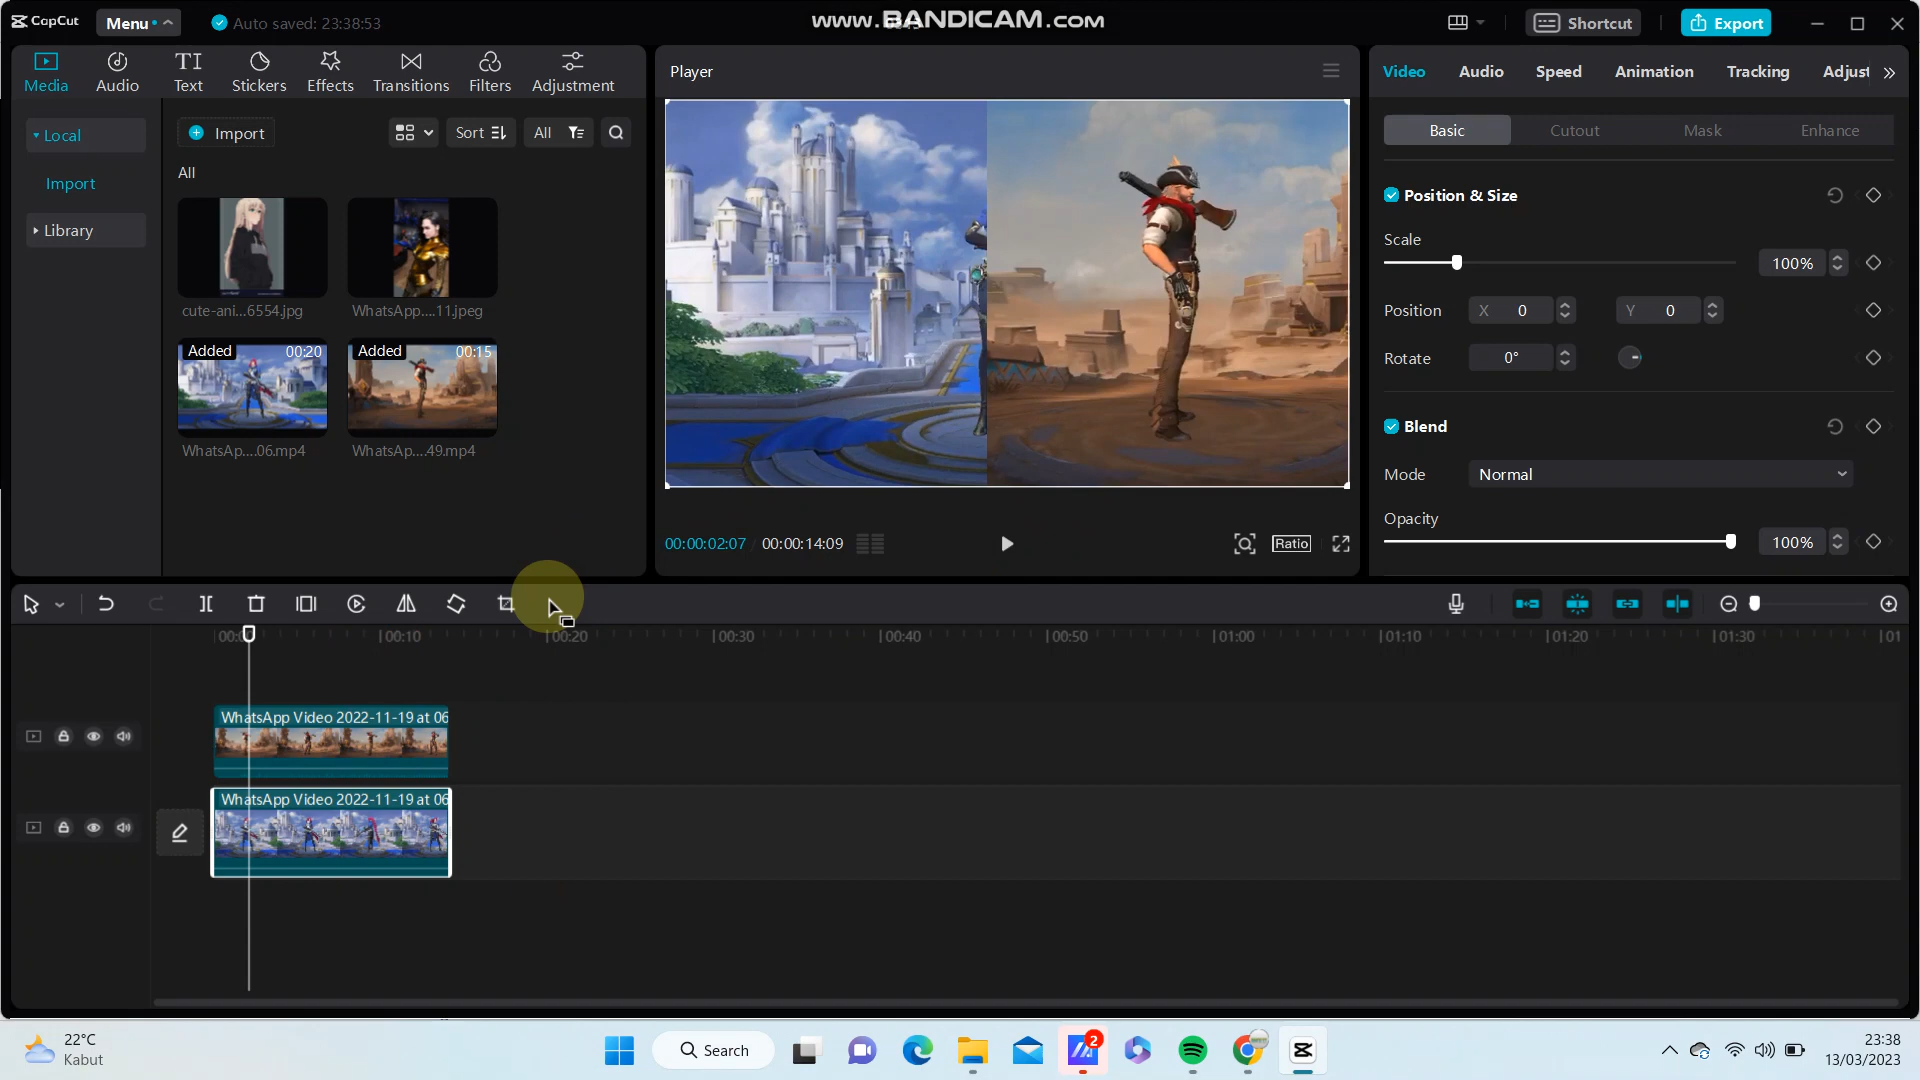 CapCut
Menu
Auto saved: 23:38:53
www.BANDICAM.com
Shortcut
Export
Media
Audio
Text
Stickers
Effects
Transitions
Filters
Adjustment
Local
Import
Library
Import
Sort
All
All
cute-ani...6554.jpg
WhatsApp....11.jpeg
Added 00:20
Added 00:15
WhatsAp....06.mp4
WhatsAp....49.mp4
Player
00:00:02:07 00:00:14:09
Ratio
Video
Audio
Speed
Animation
Tracking
Adjust
Basic
Cutout
Mask
Enhance
Position & Size
Scale
100%
Position
X 0
Y 0
Rotate
0°
Blend
Mode
Normal
Opacity
100%
00:10
00:20
00:30
00:40
00:50
01:00
01:10
01:20
01:30
WhatsApp Video 2022-11-19 at 06
WhatsApp Video 2022-11-19 at 06
22°C
Kabut
Search
2
23:38
13/03/2023